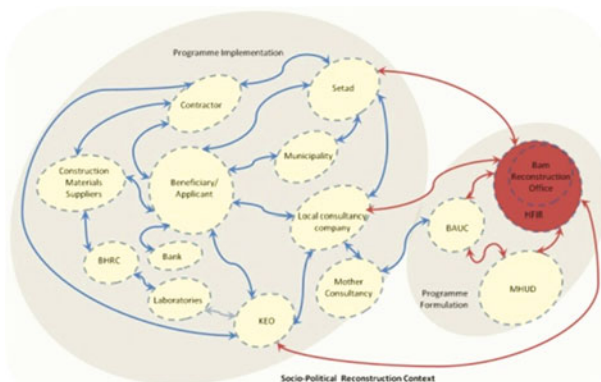 Programme Implementation
Contractor
Setad
Municipality
Construction
Materials
Suppliers
Beneficiary/
Applicant
Bam
Reconstruction
Office
HFIR
Local consultancy
company
BAUC
BHRC
Bank
Mother
Consultancy
Laboratories
MHUD
Programme
Formulation
KEO
Socio-Political Reconstruction Context